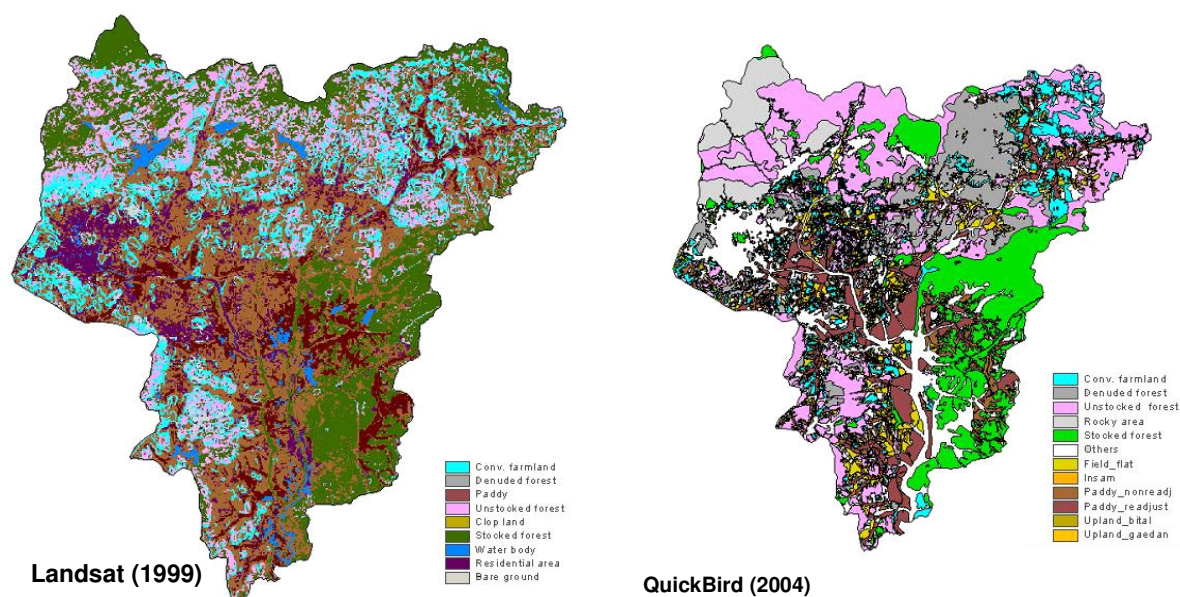 Conv. farmland
Denuded forest
Paddy
Unstocked forest
Clop land
Stocked forest
Water body
Residential area
Bare ground
Landsat (1999)
Conv. farmland
Denuded forest
Unstocked forest
Rocky area
Stocked forest
Others
Field_flat
Insam
Paddy_nonreadj
Paddy_readjust
Upland_bital
Upland_gaedan
QuickBird (2004)